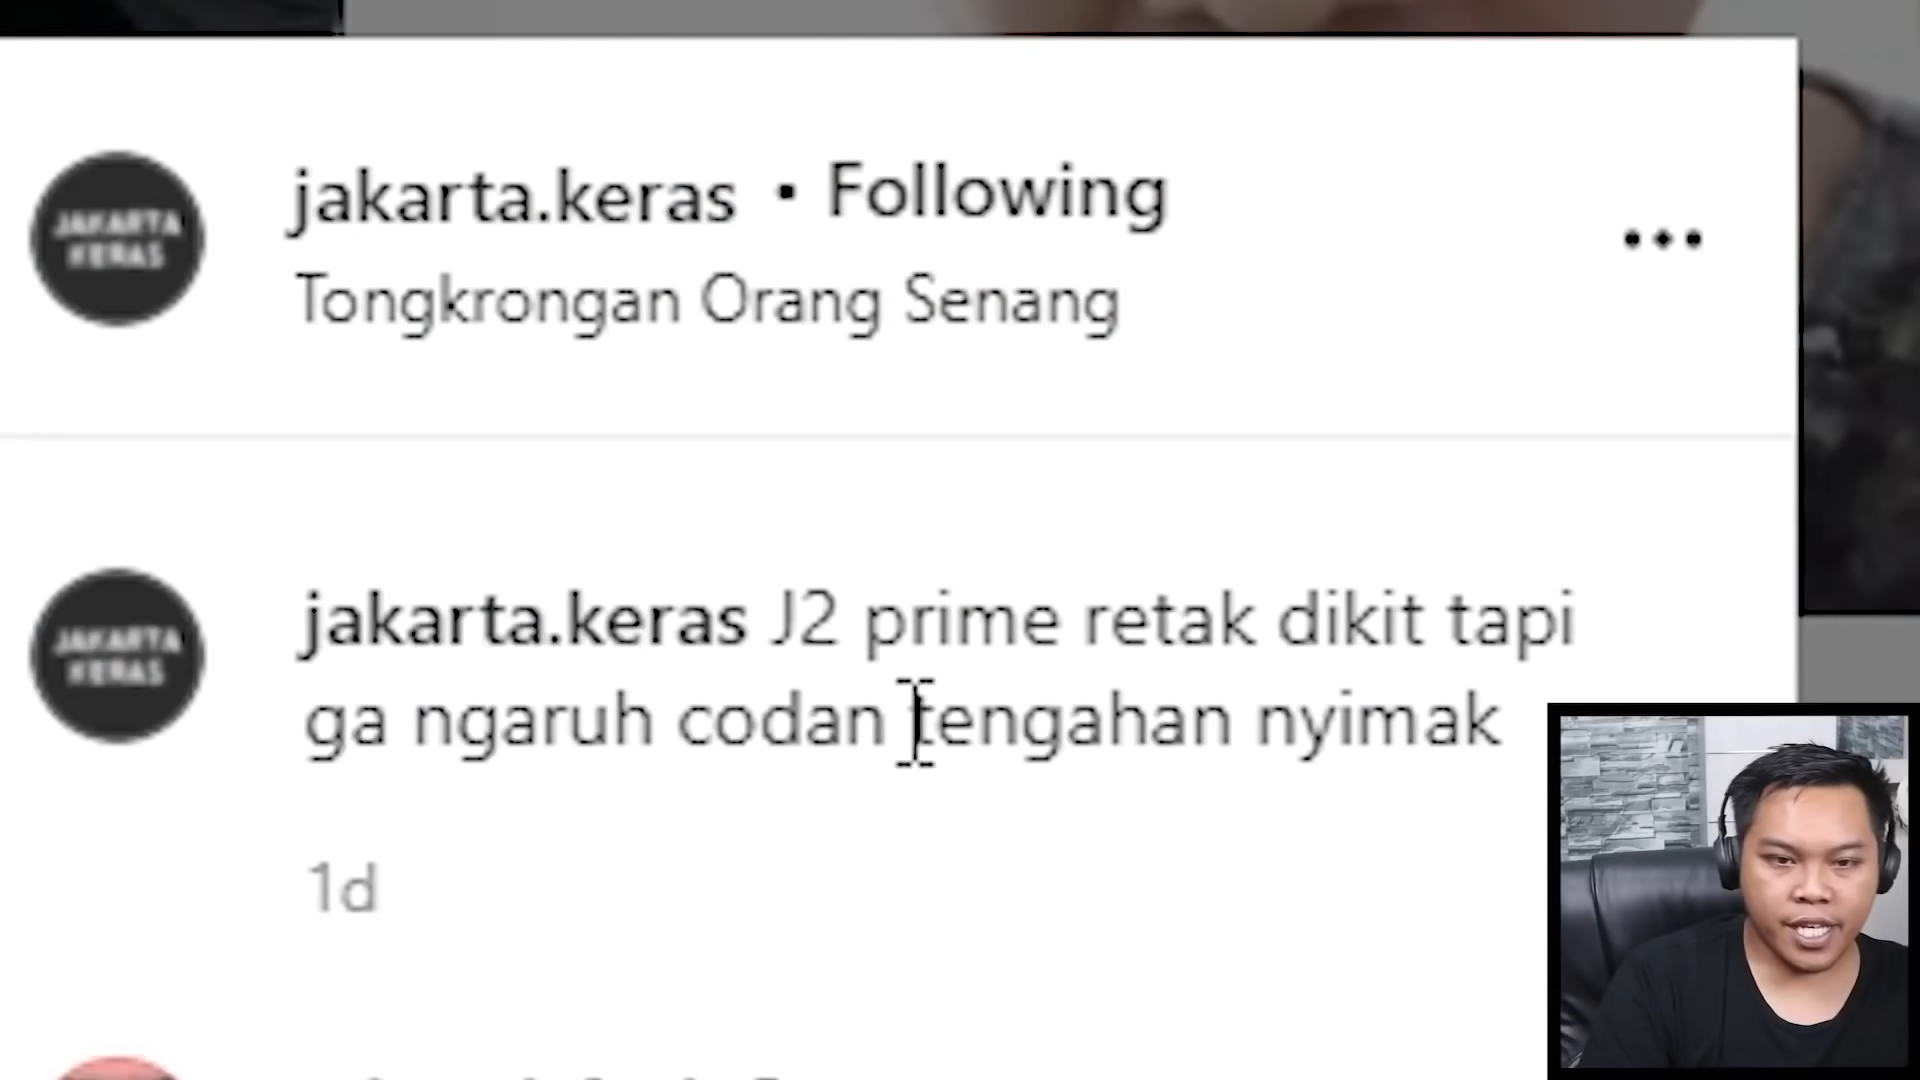 JAKARTA
KERAS
jakarta.keras • Following
Tongkrongan Orang Senang
JAKARTA
KERAS
jakarta.keras J2 prime retak dikit tapi
ga ngaruh codan tengahan nyimak
1d